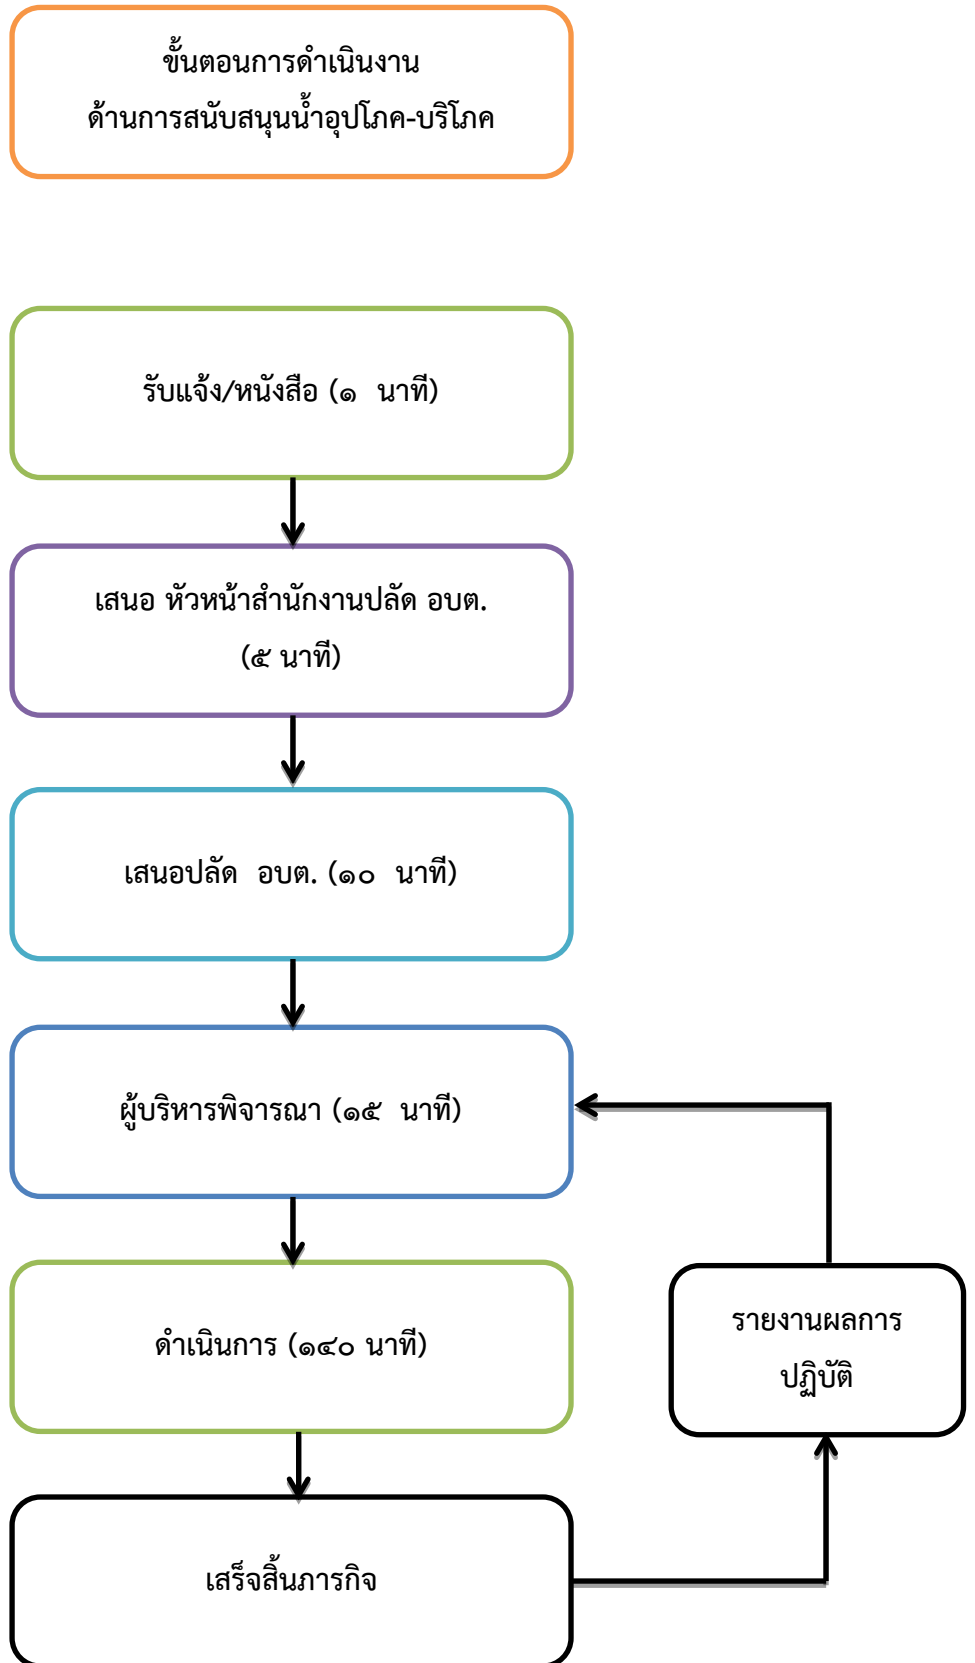 ขั้นตอนการดำเนินงาน
ด้านการสนับสนุนน้ำอุปโภค-บริโภค
รับแจ้ง/หนังสือ (๑ นาที)
เสนอ หัวหน้าสำนักงานปลัด อบต.
(๕ นาที)
เสนอปลัด อบต. (๑๐ นาที)
ผู้บริหารพิจารณา (๑๕ นาที)
ดำเนินการ (๑๔๐ นาที)
รายงานผลการ
ปฏิบัติ
เสร็จสิ้นภารกิจ